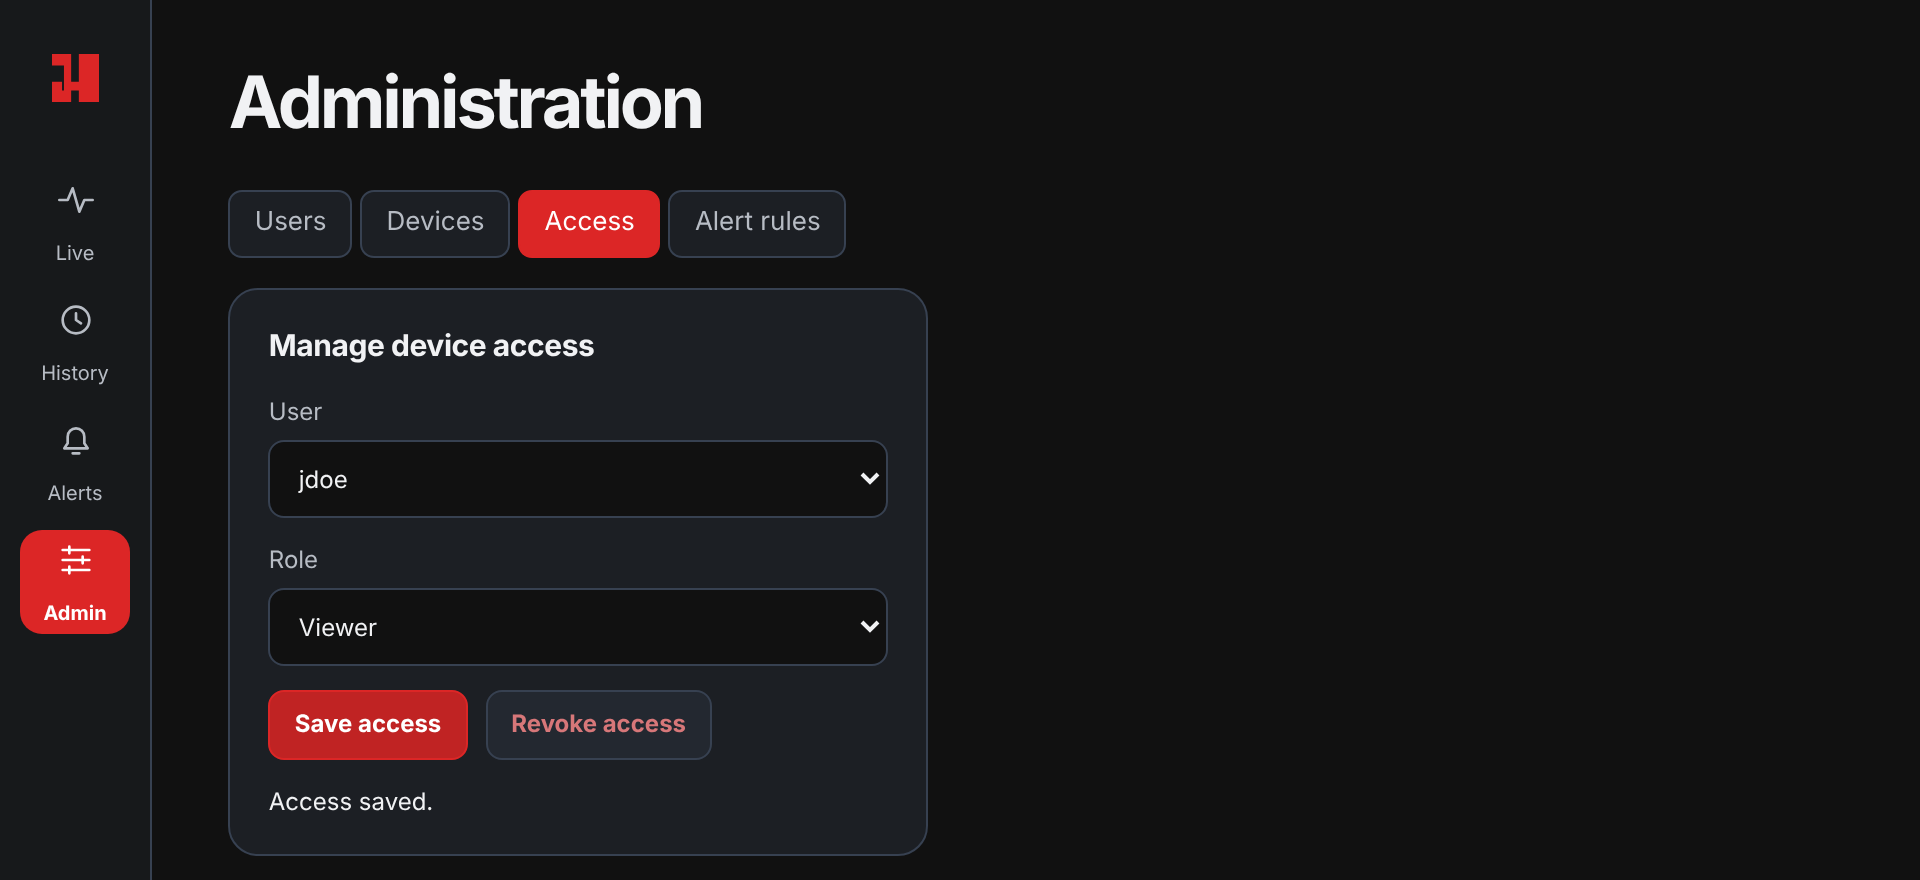 Administration
Users Devices Access Alert rules
Live
History
Alerts
Admin
Manage device access
User
jdoe
Role
Viewer
Save access Revoke access
Access saved.